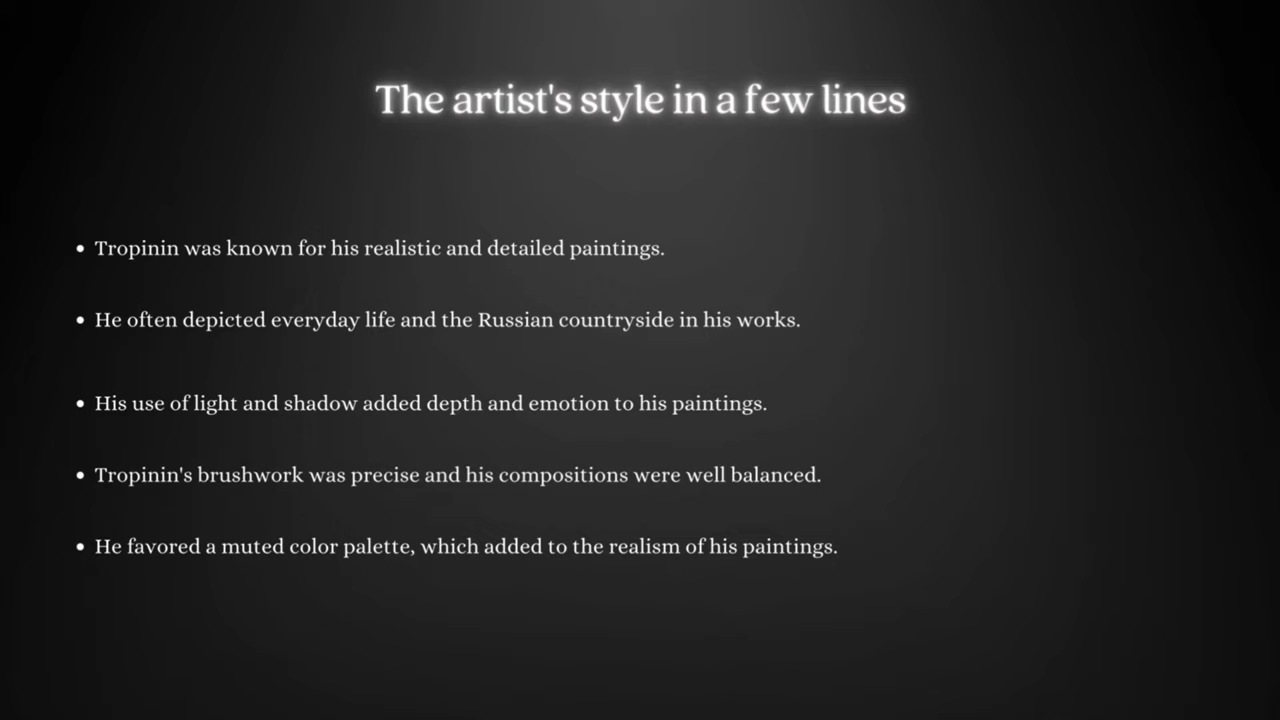 The artist's style in a few lines
• Tropinin was known for his realistic and detailed paintings.
• He often depicted everyday life and the Russian countryside in his works.
• His use of light and shadow added depth and emotion to his paintings.
• Tropinin's brushwork was precise and his compositions were well balanced.
• He favored a muted color palette, which added to the realism of his paintings.